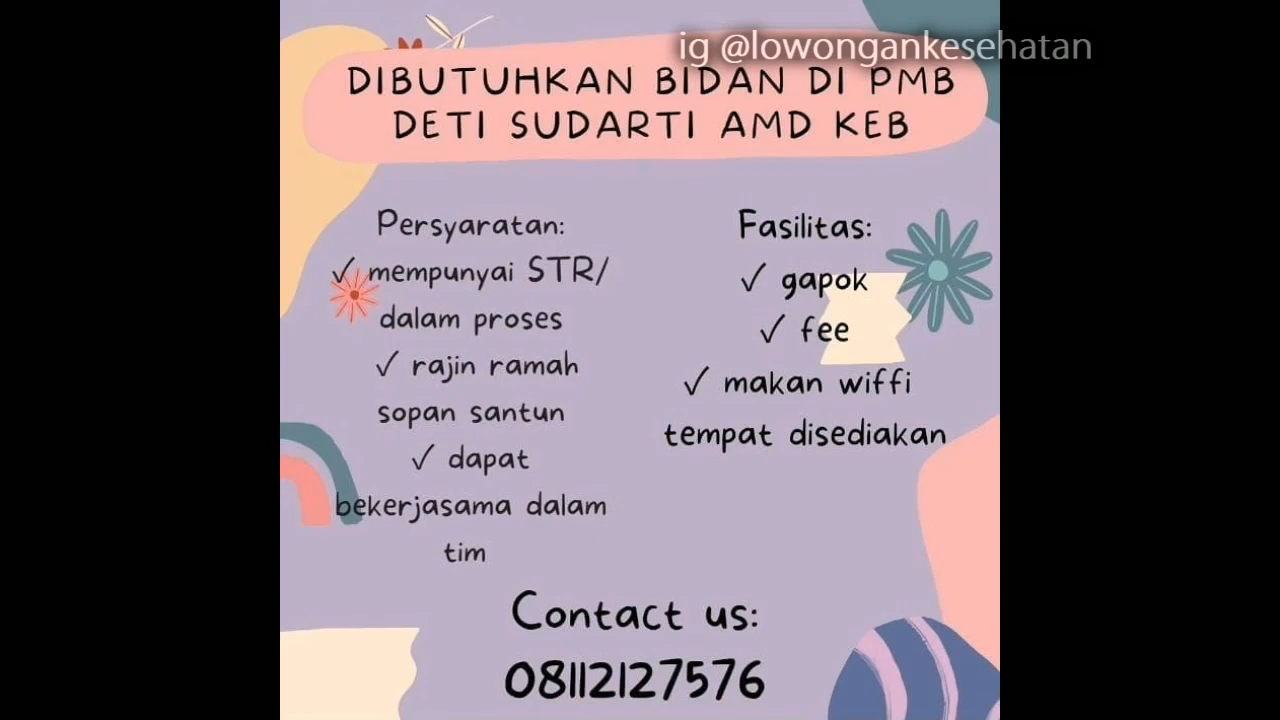 ig @lowongankesehatan
DIBUTUHKAN BIDAN DI PMB
DETI SUDARTI AMD KEB
Persyaratan:
✓ mempunyai STR/
dalam proses
✓ rajin ramah
sopan santun
✓ dapat
bekerjasama dalam
tim
Fasilitas:
✓ gapok
✓ fee
✓ makan wiffi
tempat disediakan
Contact us:
08112127576